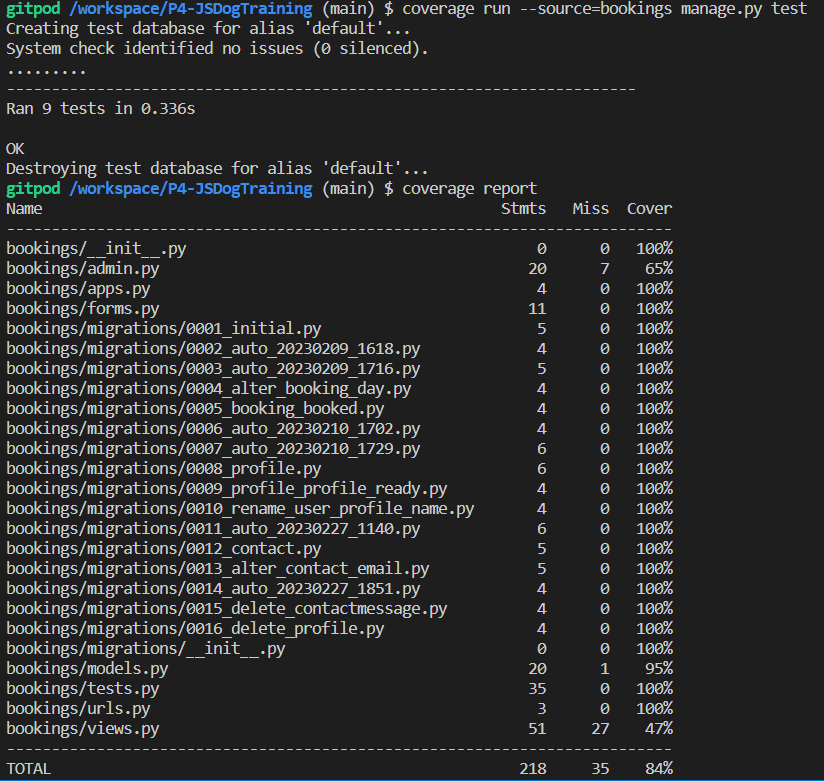 gitpod /workspace/P4-JSDogTraining (main) $ coverage run --source=bookings manage.py test
Creating test database for alias 'default'...
System check identified no issues (0 silenced).
.........
----------------------------------------------------------------------
Ran 9 tests in 0.336s
OK
Destroying test database for alias 'default'...
gitpod /workspace/P4-JSDogTraining (main) $ coverage report
Name Stmts Miss Cover
--------------------------------------------------------------------------
bookings/__init__.py 0 0 100%
bookings/admin.py 20 7 65%
bookings/apps.py 4 0 100%
bookings/forms.py 11 0 100%
bookings/migrations/0001_initial.py 5 0 100%
bookings/migrations/0002_auto_20230209_1618.py 4 0 100%
bookings/migrations/0003_auto_20230209_1716.py 5 0 100%
bookings/migrations/0004_alter_booking_day.py 4 0 100%
bookings/migrations/0005_booking_booked.py 4 0 100%
bookings/migrations/0006_auto_20230210_1702.py 4 0 100%
bookings/migrations/0007_auto_20230210_1729.py 6 0 100%
bookings/migrations/0008_profile.py 6 0 100%
bookings/migrations/0009_profile_profile_ready.py 4 0 100%
bookings/migrations/0010_rename_user_profile_name.py 4 0 100%
bookings/migrations/0011_auto_20230227_1140.py 6 0 100%
bookings/migrations/0012_contact.py 5 0 100%
bookings/migrations/0013_alter_contact_email.py 5 0 100%
bookings/migrations/0014_auto_20230227_1851.py 4 0 100%
bookings/migrations/0015_delete_contactmessage.py 4 0 100%
bookings/migrations/0016_delete_profile.py 4 0 100%
bookings/migrations/__init__.py 0 0 100%
bookings/models.py 20 1 95%
bookings/tests.py 35 0 100%
bookings/urls.py 3 0 100%
bookings/views.py 51 27 47%
--------------------------------------------------------------------------
TOTAL 218 35 84%